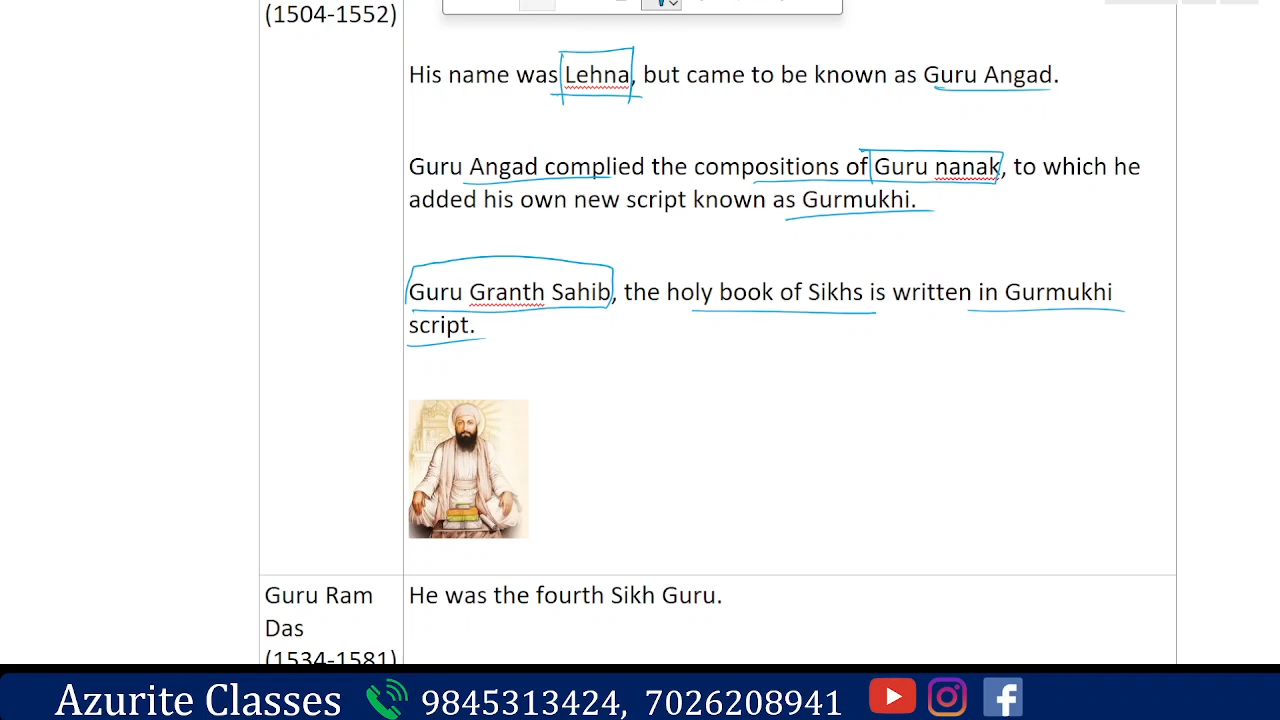 (1504-1552)
His name was Lehna, but came to be known as Guru Angad.
Guru Angad complied the compositions of Guru nanak, to which he
added his own new script known as Gurmukhi.
Guru Granth Sahib, the holy book of Sikhs is written in Gurmukhi
script.
Guru Ram
Das
(1534-1581)
He was the fourth Sikh Guru.
Azurite Classes 9845313424, 7026208941